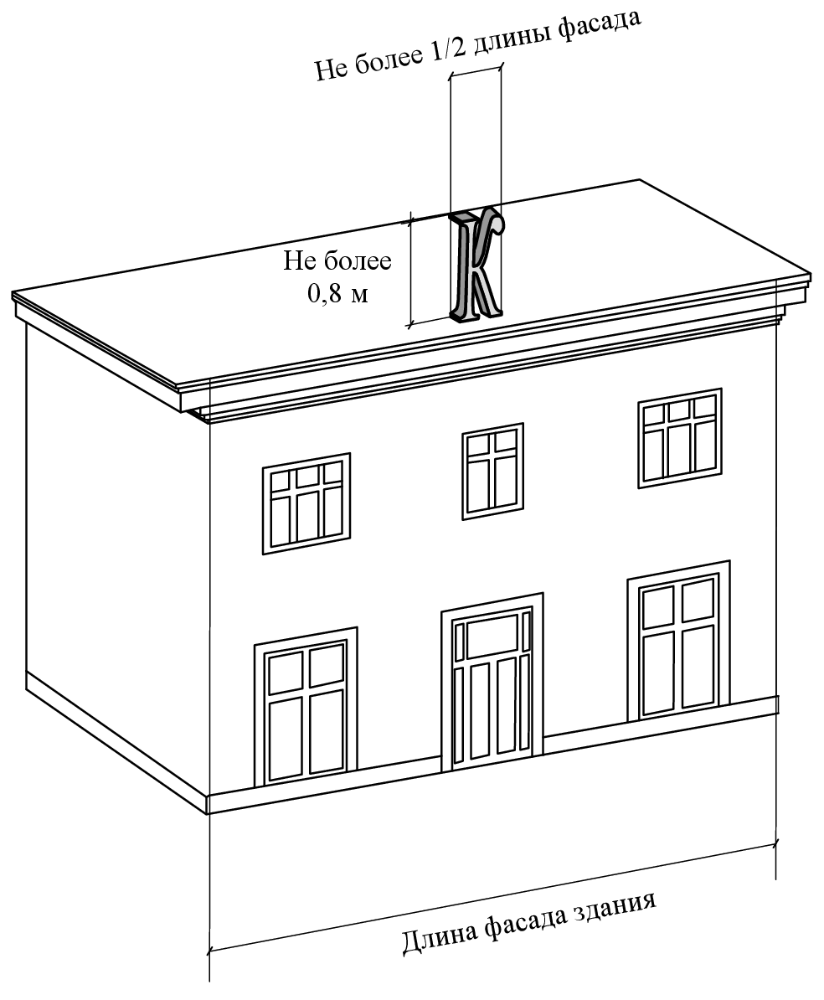 Не более 1/2 длины фасада
К
Не более
0,8 м
Длина фасада здания